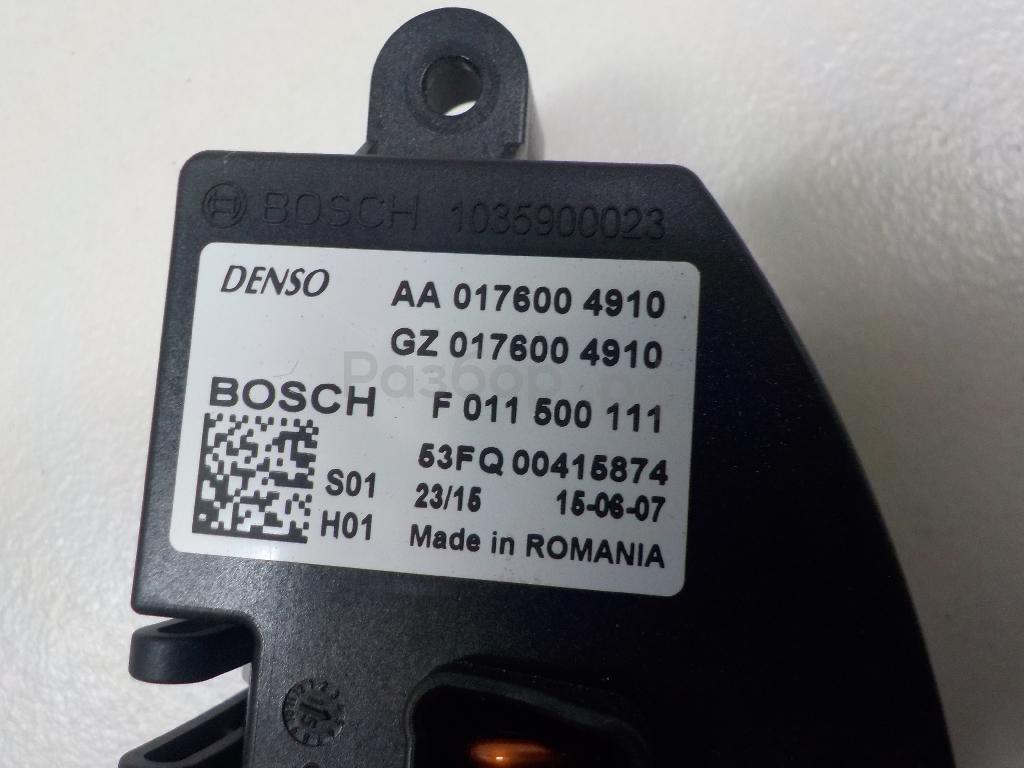 BOSCH 1035900023
DENSO
AA 017600 4910
GZ 017600 4910
Разбор
BOSCH F 011 500 111
53FQ 00415874
S01 23/15 15-06-07
H01 Made in ROMANIA